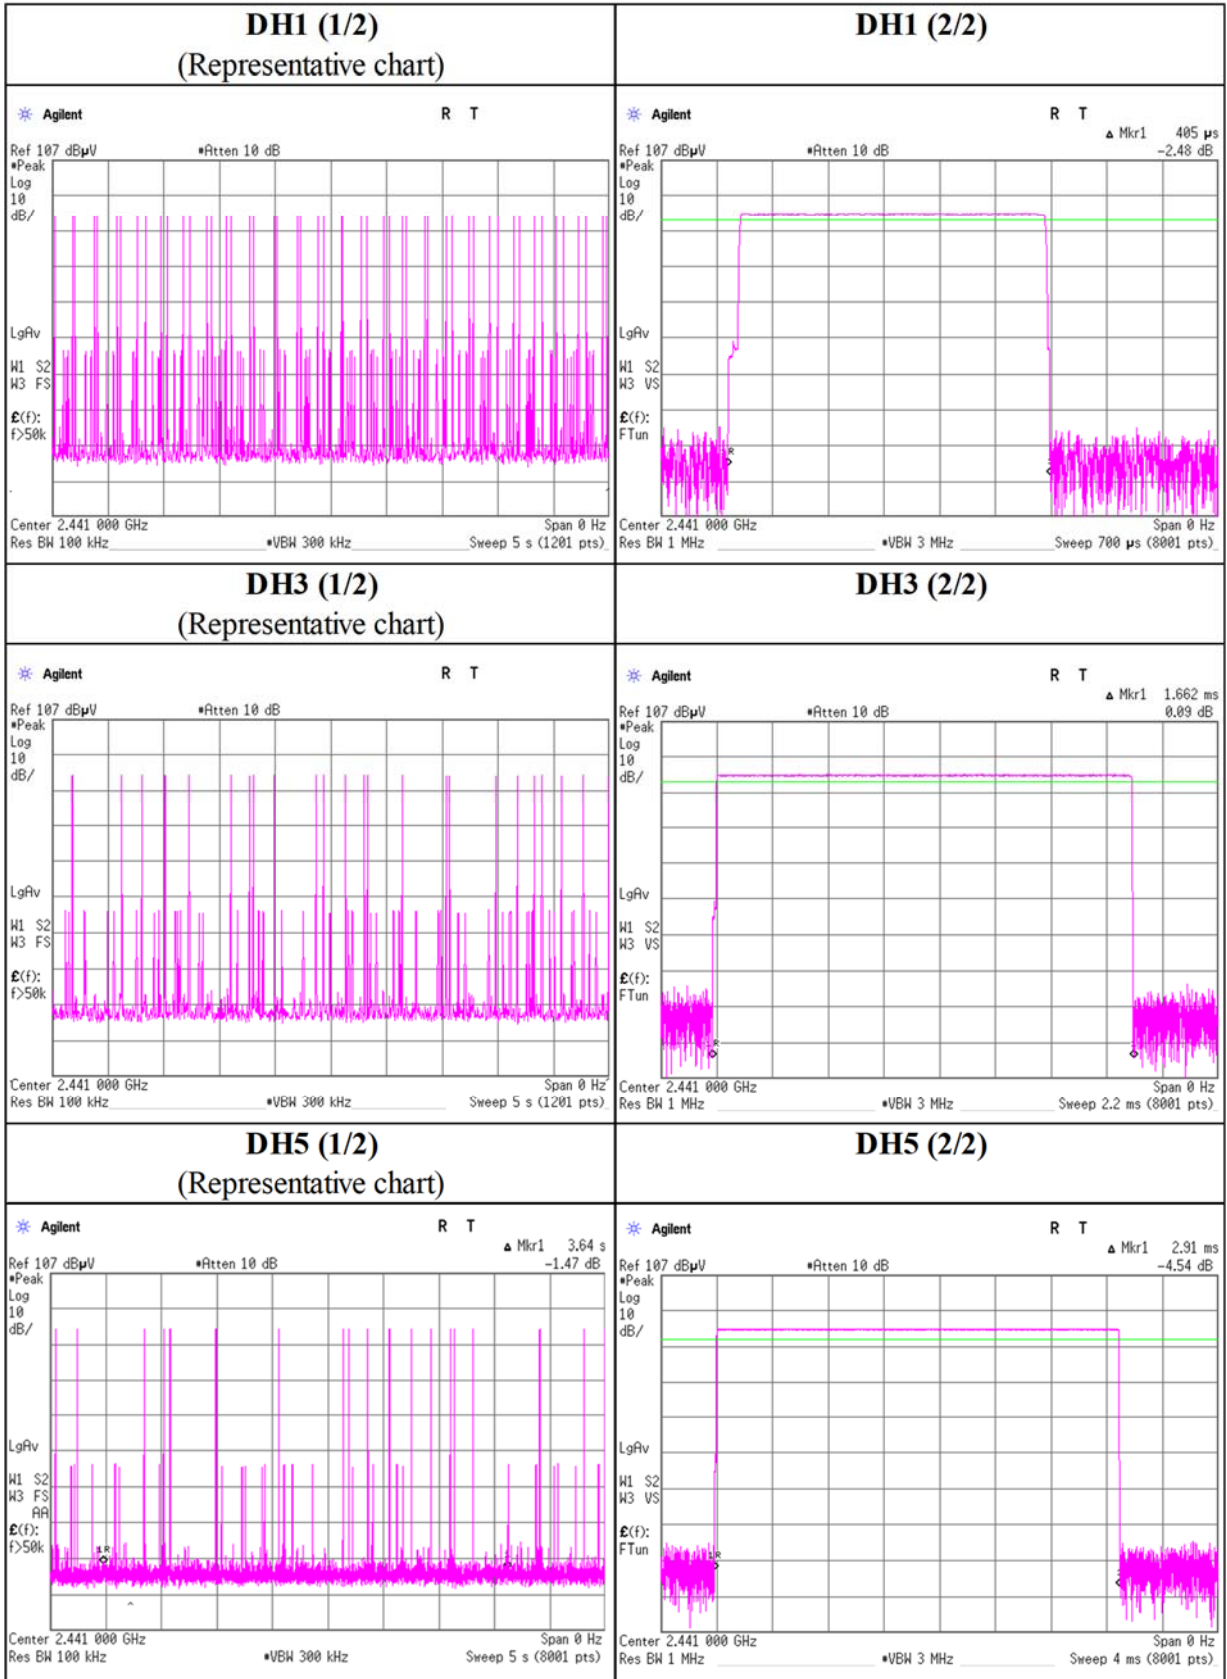 DH1 (1/2)
(Representative chart)
DH1 (2/2)
Agilent
R T
Ref 107 dBµV
#Atten 10 dB
#Peak
Log
10
dB/
LgAv
W1 S2
W3 FS
£(f):
f>50k
Center 2.441 000 GHz
Span 0 Hz
Res BW 100 kHz
#VBW 300 kHz
Sweep 5 s (1201 pts)
Agilent
R T
Δ Mkr1 405 µs
Ref 107 dBµV
#Atten 10 dB
-2.48 dB
#Peak
Log
10
dB/
LgAv
W1 S2
W3 VS
£(f):
FTun
R
Center 2.441 000 GHz
Span 0 Hz
Res BW 1 MHz
#VBW 3 MHz
Sweep 700 µs (8001 pts)
DH3 (1/2)
(Representative chart)
DH3 (2/2)
Agilent
R T
Ref 107 dBµV
#Atten 10 dB
#Peak
Log
10
dB/
LgAv
W1 S2
W3 FS
£(f):
f>50k
Center 2.441 000 GHz
Span 0 Hz
Res BW 100 kHz
#VBW 300 kHz
Sweep 5 s (1201 pts)
Agilent
R T
Δ Mkr1 1.662 ms
Ref 107 dBµV
#Atten 10 dB
0.09 dB
#Peak
Log
10
dB/
LgAv
W1 S2
W3 VS
£(f):
FTun
R
Center 2.441 000 GHz
Span 0 Hz
Res BW 1 MHz
#VBW 3 MHz
Sweep 2.2 ms (8001 pts)
DH5 (1/2)
(Representative chart)
DH5 (2/2)
Agilent
R T
Δ Mkr1 3.64 s
Ref 107 dBµV
#Atten 10 dB
-1.47 dB
#Peak
Log
10
dB/
LgAv
W1 S2
W3 FS
AA
£(f):
f>50k
1R
Center 2.441 000 GHz
Span 0 Hz
Res BW 100 kHz
#VBW 300 kHz
Sweep 5 s (8001 pts)
Agilent
R T
Δ Mkr1 2.91 ms
Ref 107 dBµV
#Atten 10 dB
-4.54 dB
#Peak
Log
10
dB/
LgAv
W1 S2
W3 VS
£(f):
FTun
1R
Center 2.441 000 GHz
Span 0 Hz
Res BW 1 MHz
#VBW 3 MHz
Sweep 4 ms (8001 pts)